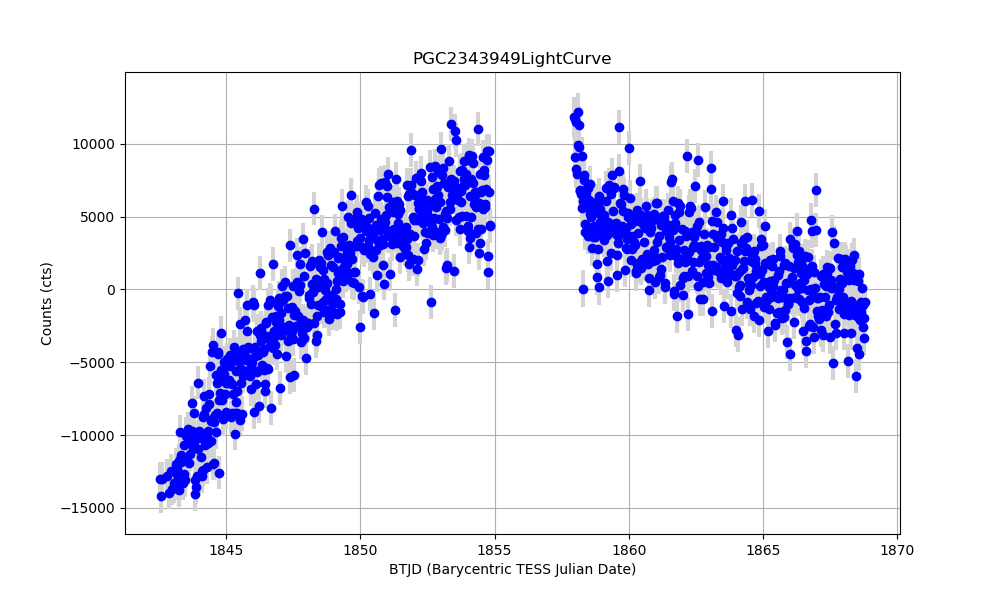 PGC2343949LightCurve
10000
5000
0
−5000
−10000
−15000
Counts (cts)
1845 1850 1855 1860 1865 1870
BTJD (Barycentric TESS Julian Date)